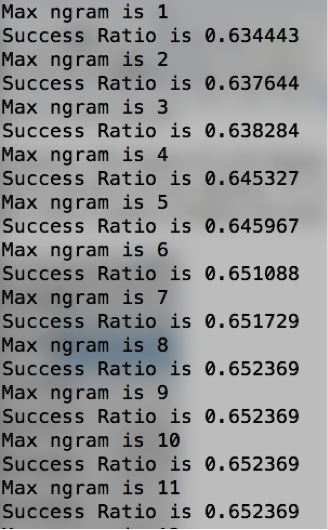 Max ngram is 1
Success Ratio is 0.634443
Max ngram is 2
Success Ratio is 0.637644
Max ngram is 3
Success Ratio is 0.638284
Max ngram is 4
Success Ratio is 0.645327
Max ngram is 5
Success Ratio is 0.645967
Max ngram is 6
Success Ratio is 0.651088
Max ngram is 7
Success Ratio is 0.651729
Max ngram is 8
Success Ratio is 0.652369
Max ngram is 9
Success Ratio is 0.652369
Max ngram is 10
Success Ratio is 0.652369
Max ngram is 11
Success Ratio is 0.652369